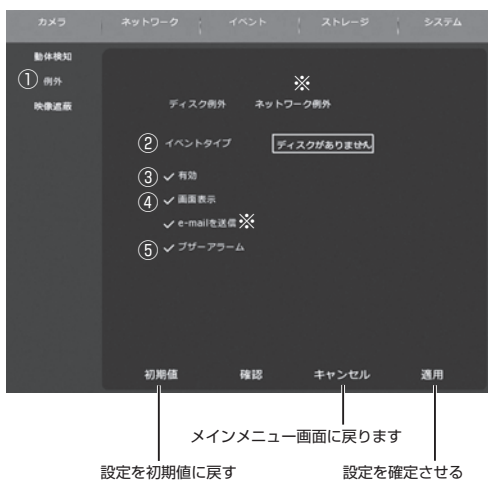 カメラ ネットワーク イベント ストレージ システム
動体検知
① 例外
映像遮蔽
※
ディスク例外 ネットワーク例外
② イベントタイプ ディスクがありません
③ ✓ 有効
④ ✓ 画面表示
✓ e-mailを送信※
⑤ ✓ ブザーアラーム
初期値 確認 キャンセル 適用
メインメニュー画面に戻ります
設定を初期値に戻す 設定を確定させる